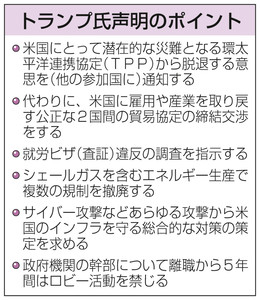 トランプ氏声明のポイント
●米国にとって潜在的な災難となる環太
平洋連携協定(TPP)から脱退する意
思を(他の参加国に)通知する
●代わりに、米国に雇用や産業を取り戻
す公正な2国間の貿易協定の締結交渉
をする
●就労ビザ(査証)違反の調査を指示する
●シェールガスを含むエネルギー生産で
複数の規制を撤廃する
●サイバー攻撃などあらゆる攻撃から米
国のインフラを守る総合的な対策の策
定を求める
●政府機関の幹部について離職から5年
間はロビー活動を禁じる